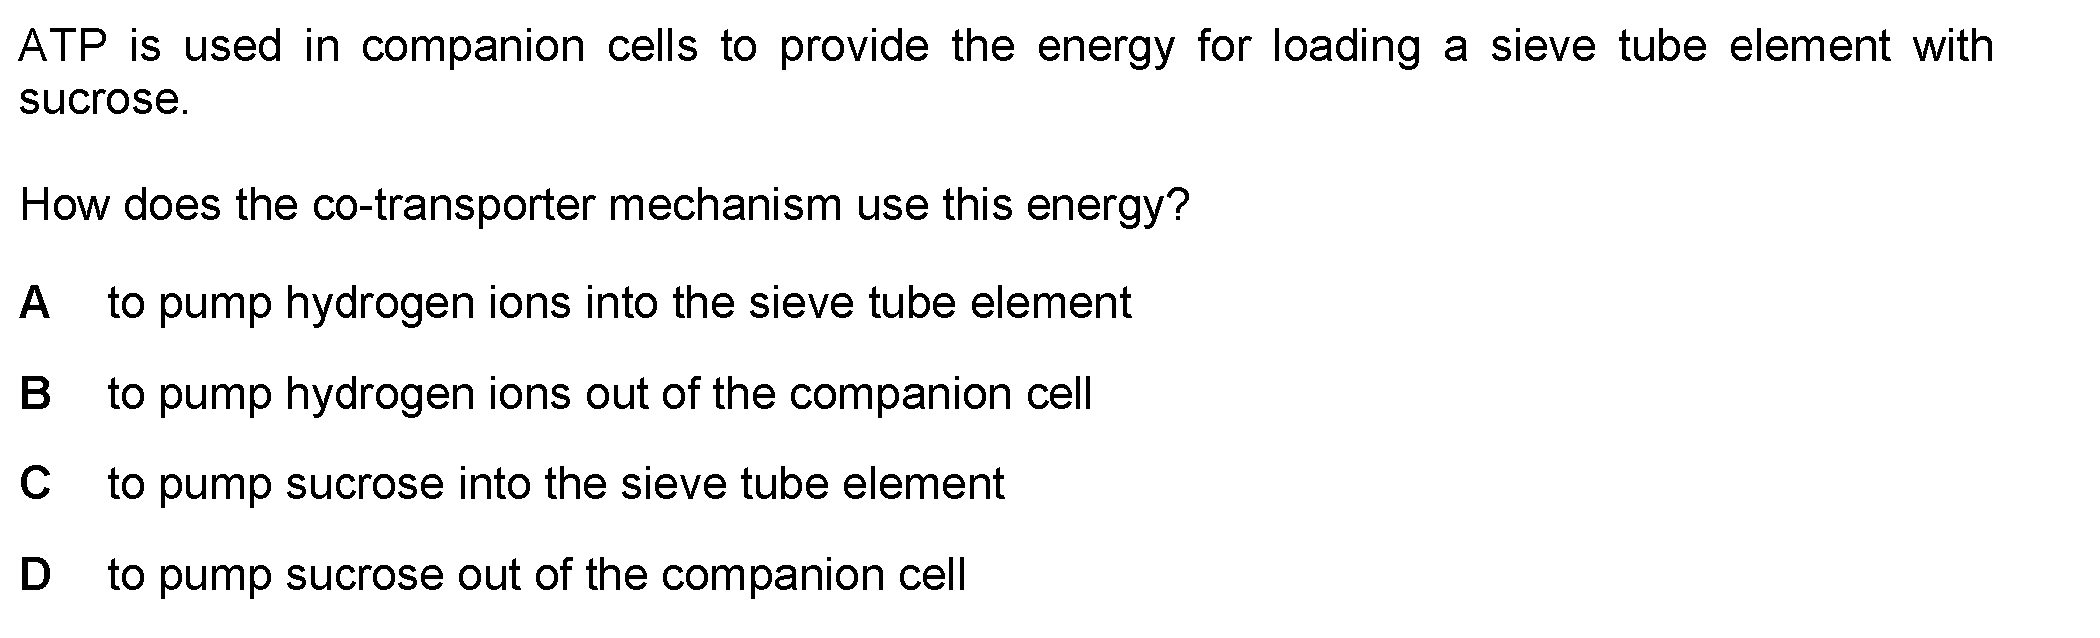 ATP is used in companion cells to provide the energy for loading a sieve tube element with
sucrose.
How does the co-transporter mechanism use this energy?
A to pump hydrogen ions into the sieve tube element
B to pump hydrogen ions out of the companion cell
C to pump sucrose into the sieve tube element
D to pump sucrose out of the companion cell